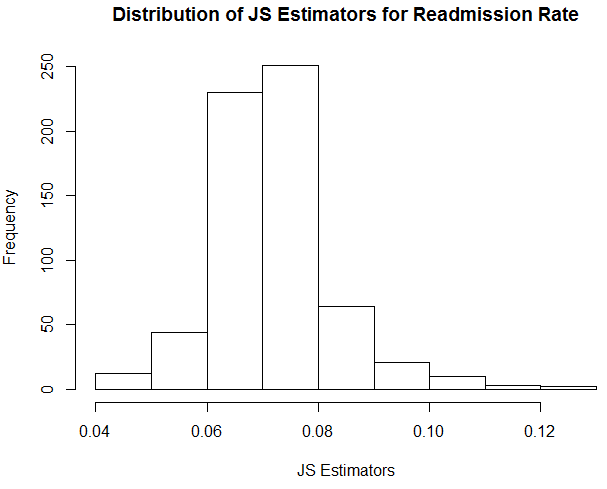 Distribution of JS Estimators for Readmission Rate
Frequency
250
200
150
100
50
0
0.04 0.06 0.08 0.10 0.12
JS Estimators